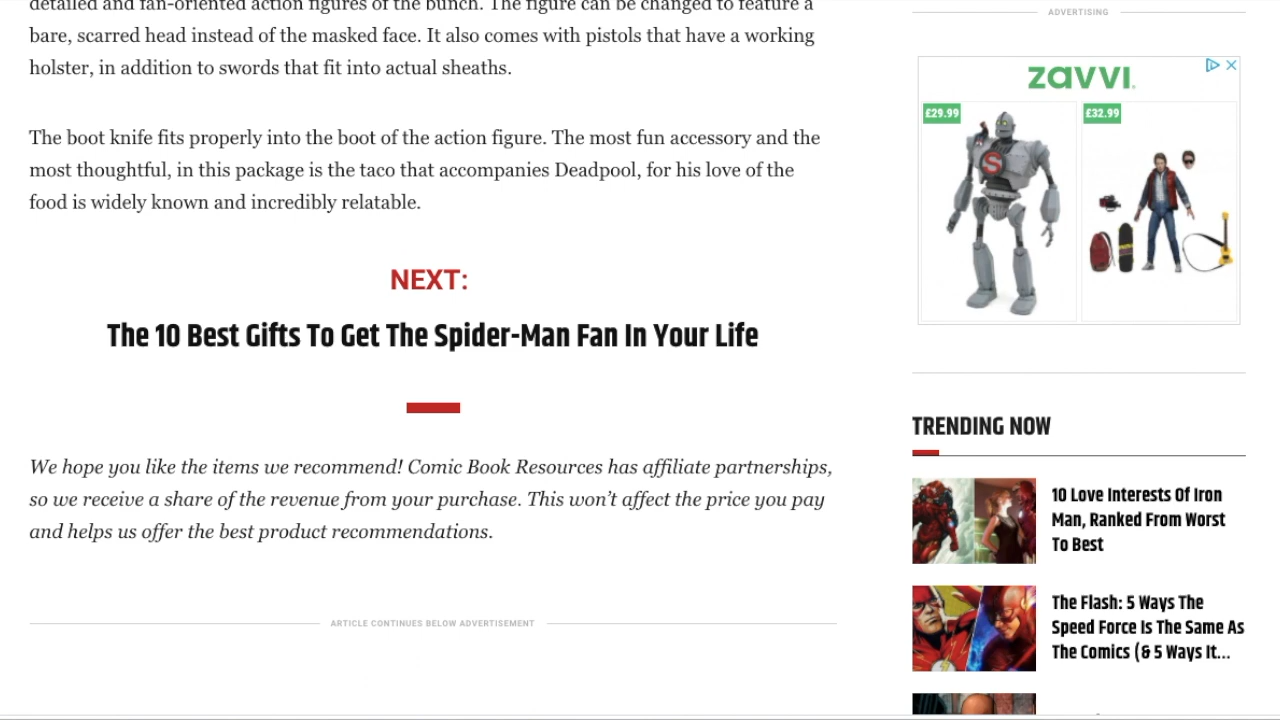 detailed and fan-oriented action figures of the bunch. The figure can be changed to feature a
bare, scarred head instead of the masked face. It also comes with pistols that have a working
holster, in addition to swords that fit into actual sheaths.
The boot knife fits properly into the boot of the action figure. The most fun accessory and the
most thoughtful, in this package is the taco that accompanies Deadpool, for his love of the
food is widely known and incredibly relatable.
NEXT:
The 10 Best Gifts To Get The Spider-Man Fan In Your Life
We hope you like the items we recommend! Comic Book Resources has affiliate partnerships,
so we receive a share of the revenue from your purchase. This won’t affect the price you pay
and helps us offer the best product recommendations.
ARTICLE CONTINUES BELOW ADVERTISEMENT
ADVERTISING
zavvi.
£29.99
£32.99
S
TRENDING NOW
10 Love Interests Of Iron
Man, Ranked From Worst
To Best
The Flash: 5 Ways The
Speed Force Is The Same As
The Comics (& 5 Ways It...